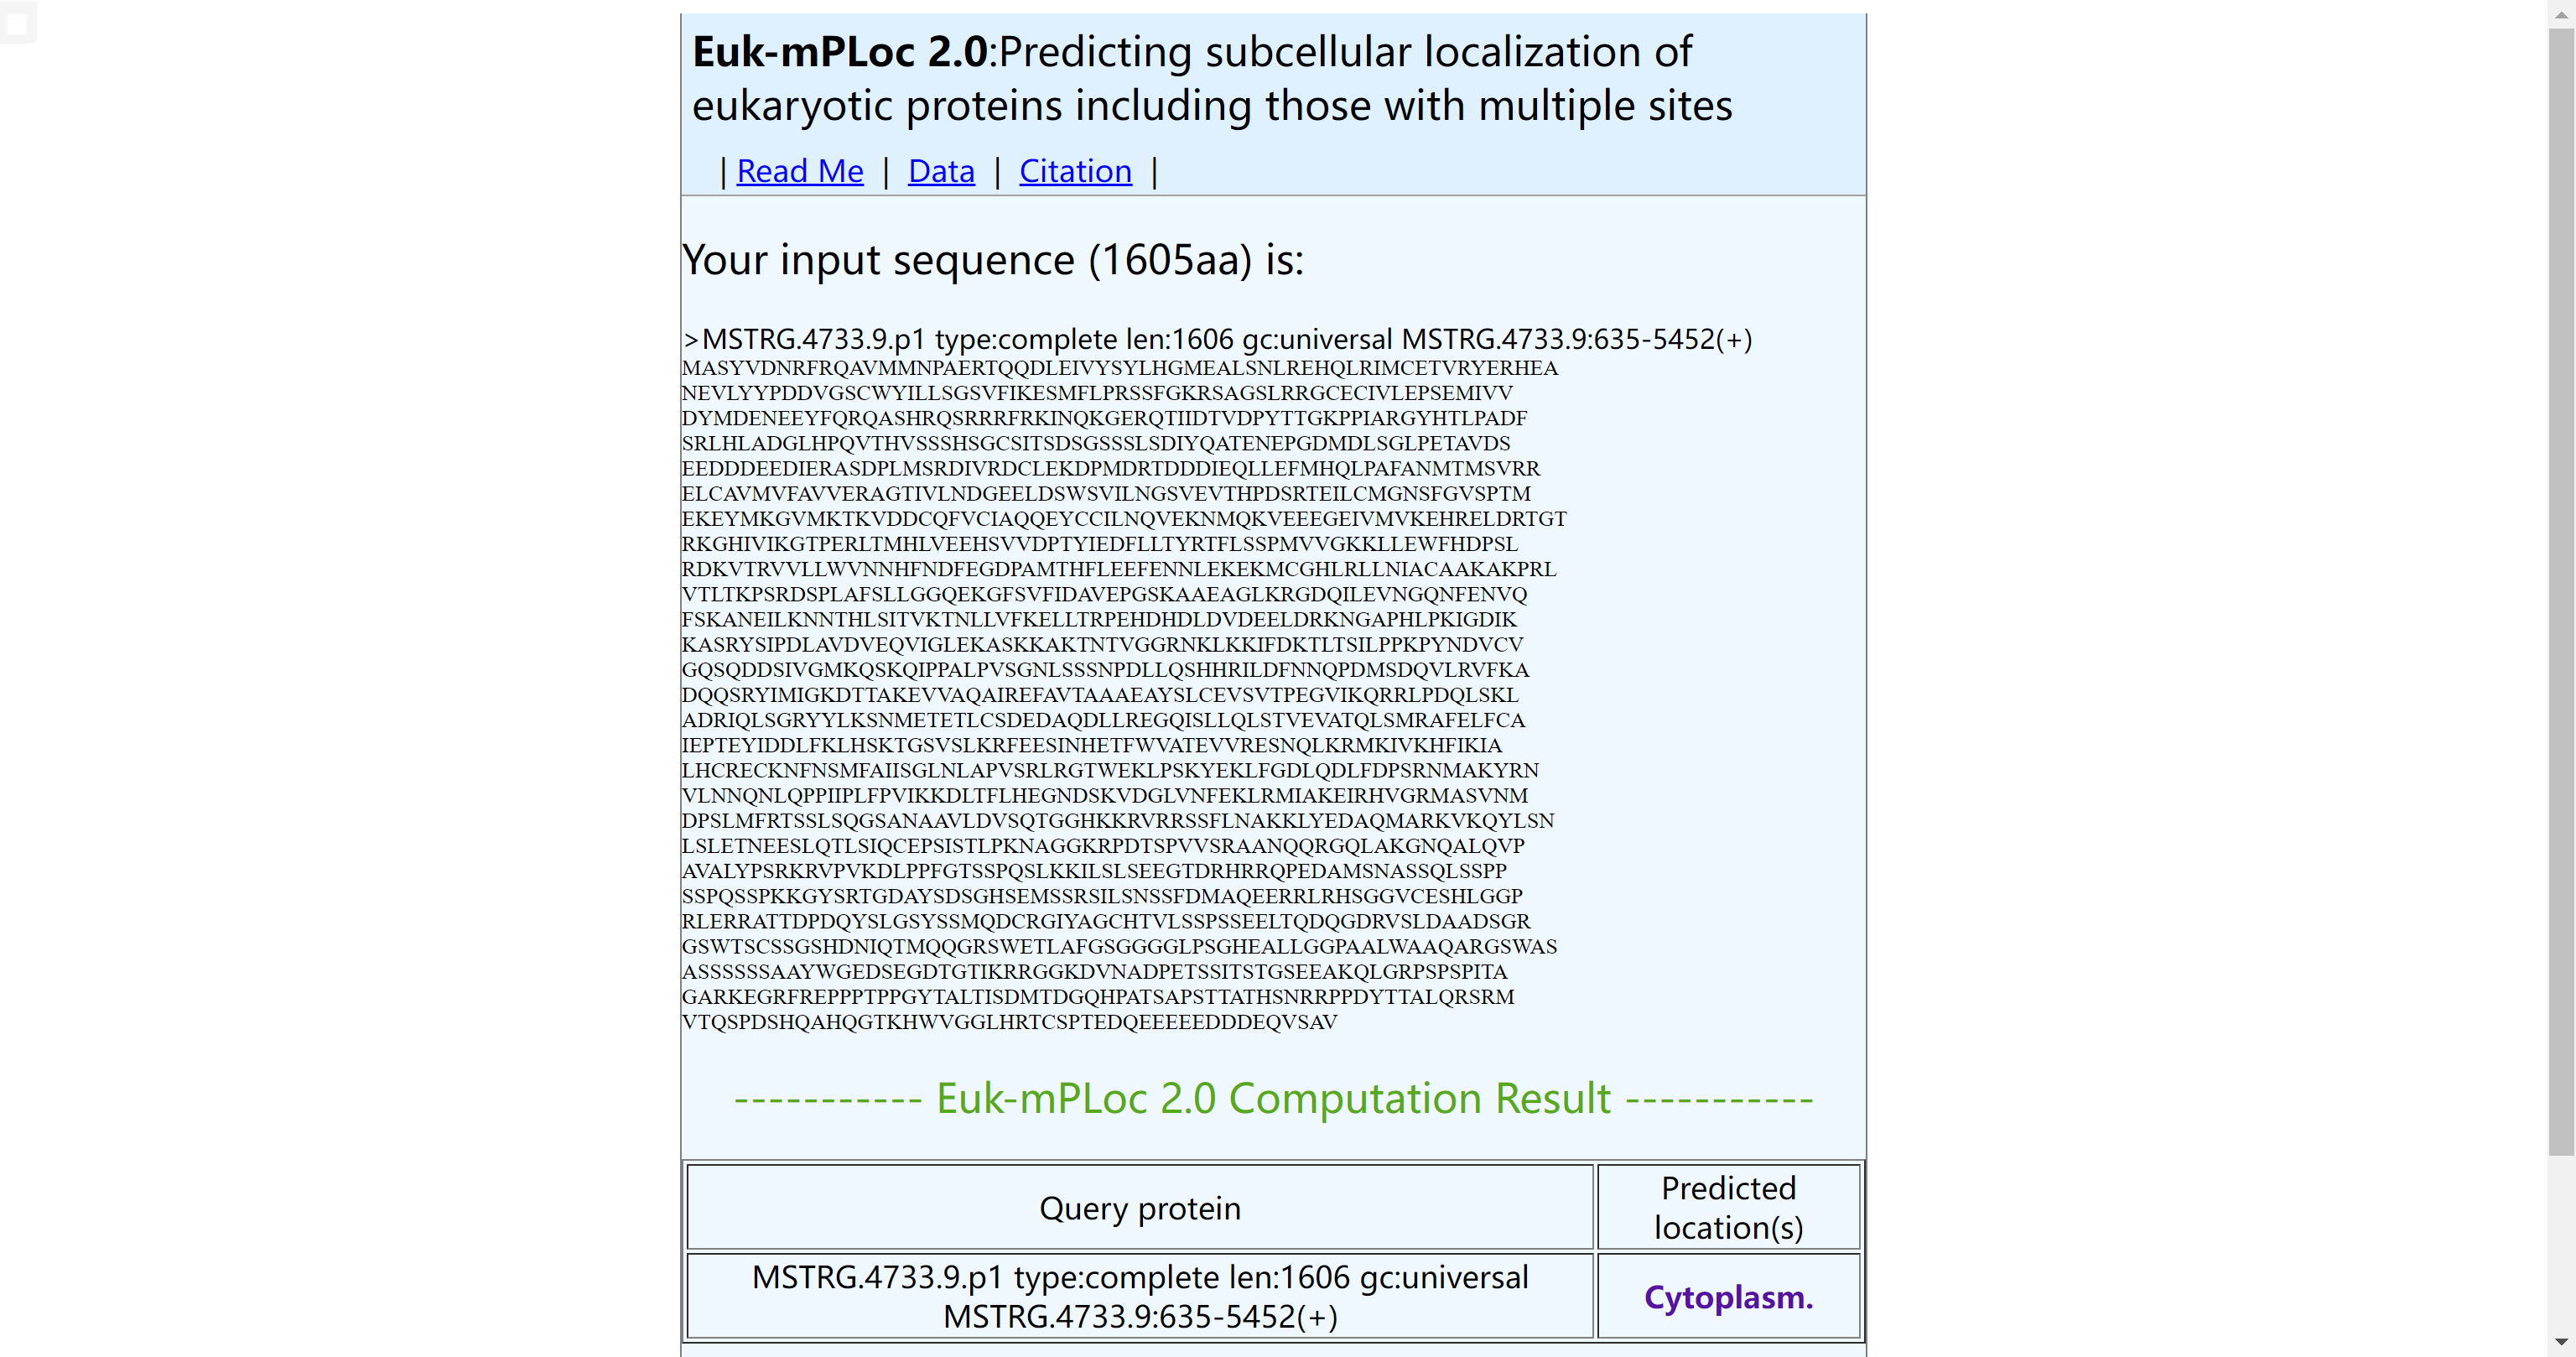 Euk-mPLoc 2.0:Predicting subcellular localization of
eukaryotic proteins including those with multiple sites
| Read Me | Data | Citation |
Your input sequence (1605aa) is:
>MSTRG.4733.9.p1 type:complete len:1606 gc:universal MSTRG.4733.9:635-5452(+)
MASYVDNRFRQAVMMNPAERTQQDLEIVYSYLHGMEALSNLREHQLRIMCETVRYERHEA
NEVLYYPDDVGSCWYILLSGSVFIKESMFLPRSSFGKRSAGSLRRGCECIVLEPSEMIVV
DYMDENEEYFQRQASHRQSRRRFRKINQKGERQTIIDTVDPYTTGKPPIARGYHTLPADF
SRLHLADGLHPQVTHVSSSHSGCSITSDSGSSSLSDIYQATENEPGDMDLSGLPETAVDS
EEDDDEEDIERASDPLMSRDIVRDCLEKDPMDRTDDDIEQLLEFMHQLPAFANMTMSVRR
ELCAVMVFAVVERAGTIVLNDGEELDSWSVILNGSVEVTHPDSRTEILCMGNSFGVSPTM
EKEYMKGVMKTKVDDCQFVCIAQQEYCCILNQVEKNMQKVEEEGEIVMVKEHRELDRTGT
RKGHIVIKGTPERLTMHLVEEHSVVDPTYIEDFLLTYRTFLSSPMVVGKKLLEWFHDPSL
RDKVTRVVLLWVNNHFNDFEGDPAMTHFLEEFENNLEKEKMCGHLRLLNIACAAKAKPRL
VTLTKPSRDSPLAFSLLGGQEKGFSVFIDAVEPGSKAAEAGLKRGDQILEVNGQNFENVQ
FSKANEILKNNTHLSITVKTNLLVFKELLTRPEHDHDLDVDEELDRKNGAPHLPKIGDIK
KASRYSIPDLAVDVEQVIGLEKASKKAKTNTVGGRNKLKKIFDKTLTSILPPKPYNDVCV
GQSQDDSIVGMKQSKQIPPALPVSGNLSSSNPDLLQSHHRILDFNNQPDMSDQVLRVFKA
DQQSRYIMIGKDTTAKEVVAQAIREFAVTAAAEAYSLCEVSVTPEGVIKQRRLPDQLSKL
ADRIQLSGRYYLKSNMETETLCSDEDAQDLLREGQISLLQLSTVEVATQLSMRAFELFCA
IEPTEYIDDLFKLHSKTGSVSLKRFEESINHETFWVATEVVRESNQLKRMKIVKHFIKIA
LHCRECKNFNSMFAIISGLNLAPVSRLRGTWEKLPSKYEKLFGDLQDLFDPSRNMAKYRN
VLNNQNLQPPIIPLFPVIKKDLTFLHEGNDSKVDGLVNFEKLRMIAKEIRHVGRMASVNM
DPSLMFRTSSLSQGSANAAVLDVSQTGGHKKRVRRSSFLNAKKLYEDAQMARKVKQYLSN
LSLETNEESLQTLSIQCEPSISTLPKNAGGKRPDTSPVVSRAANQQRGQLAKGNQALQVP
AVALYPSRKRVPVKDLPPFGTSSPQSLKKILSLSEEGTDRHRRQPEDAMSNASSQLSSPP
SSPQSSPKKGYSRTGDAYSDSGHSEMSSRSILSNSSFDMAQEERRLRHSGGVCESHLGGP
RLERRATTDPDQYSLGSYSSMQDCRGIYAGCHTVLSSPSSEELTQDQGDRVSLDAADSGR
GSWTSCSSGSHDNIQTMQQGRSWETLAFGSGGGGLPSGHEALLGGPAALWAAQARGSWAS
ASSSSSSAAYWGEDSEGDTGTIKRRGGKDVNADPETSSITSTGSEEAKQLGRPSPSPITA
GARKEGRFREPPPTPPGYTALTISDMTDGQHPATSAPSTTATHSNRRPPDYTTALQRSRM
VTQSPDSHQAHQGTKHWVGGLHRTCSPTEDQEEEEEDDDEQVSAV
----------- Euk-mPLoc 2.0 Computation Result -----------
Query protein
Predicted
location(s)
MSTRG.4733.9.p1 type:complete len:1606 gc:universal
MSTRG.4733.9:635-5452(+)
Cytoplasm.